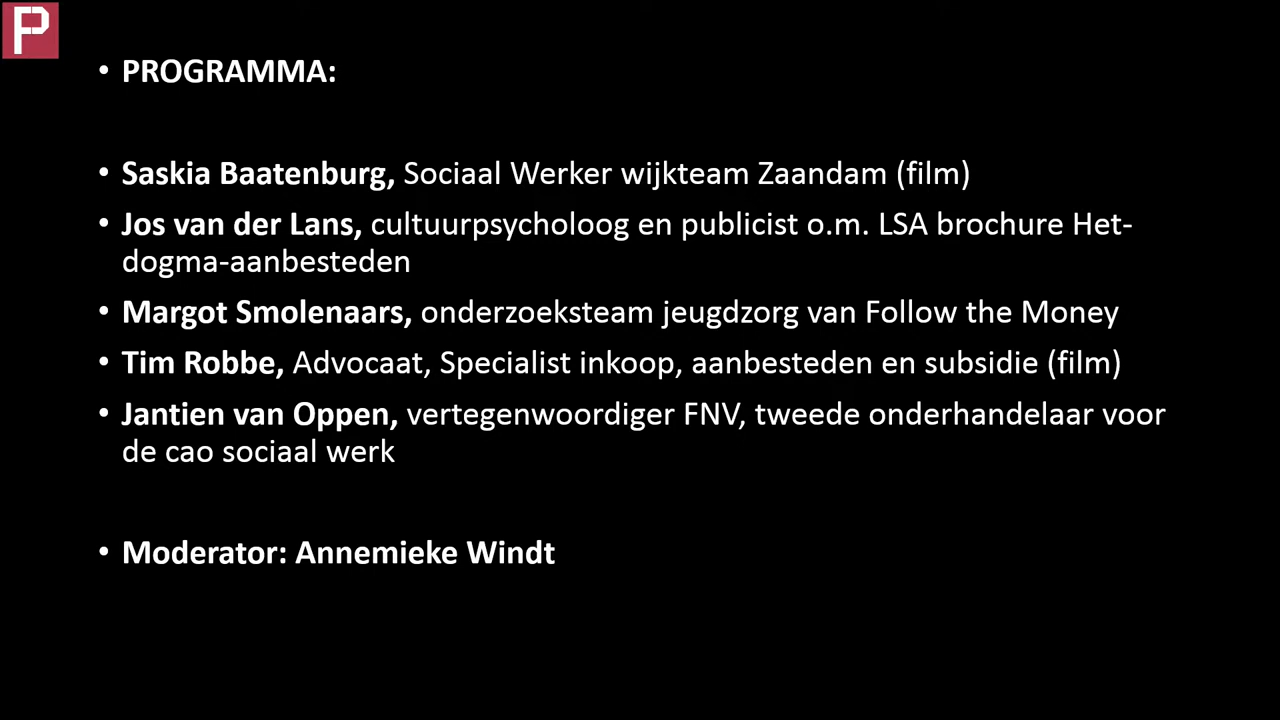 P
• PROGRAMMA:
• Saskia Baatenburg, Sociaal Werker wijkteam Zaandam (film)
• Jos van der Lans, cultuurpsycholoog en publicist o.m. LSA brochure Het-
dogma-aanbesteden
• Margot Smolenaars, onderzoeksteam jeugdzorg van Follow the Money
• Tim Robbe, Advocaat, Specialist inkoop, aanbesteden en subsidie (film)
• Jantien van Oppen, vertegenwoordiger FNV, tweede onderhandelaar voor
de cao sociaal werk
• Moderator: Annemieke Windt